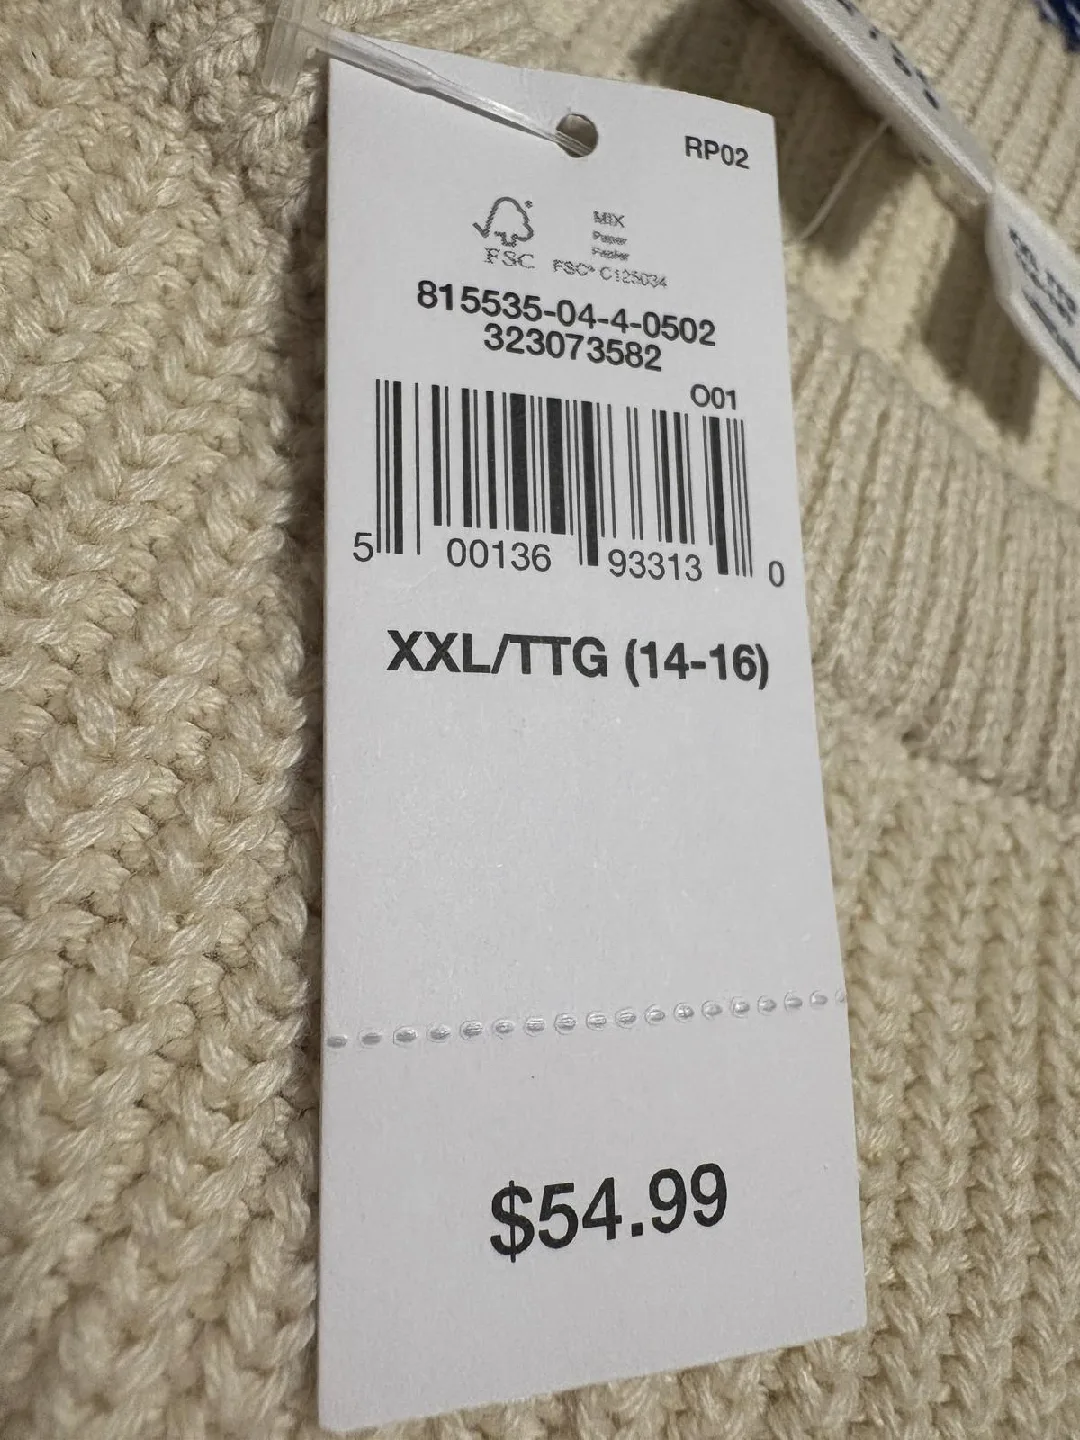 RP02
FSC
MIX
Paper
Papier
FSC® C125034
815535-04-4-0502
323073582
O01
5 00136 93313 0
XXL/TTG (14-16)
$54.99